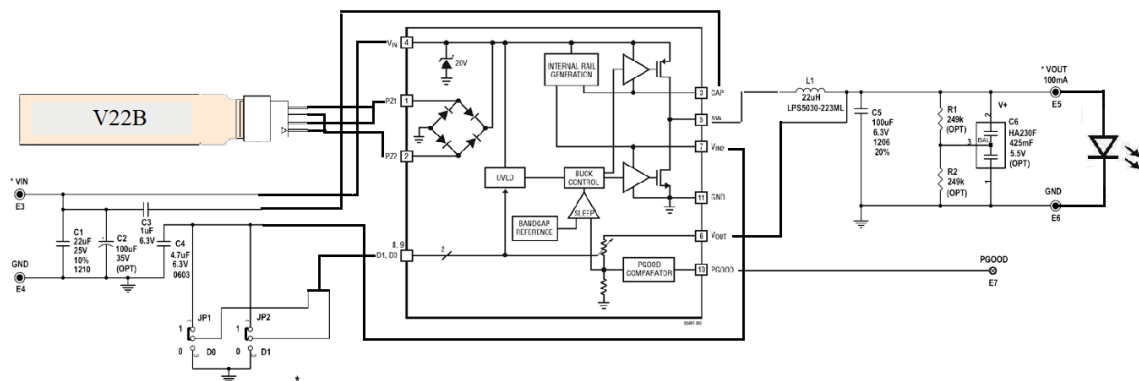 V22B
VIN
4
20V
INTERNAL RAIL
GENERATION
PZ1
1
PZ2
2
3
CAP
5
SW
7
VIN2
UVLO
BUCK
CONTROL
11
GND
SLEEP
BANDGAP
REFERENCE
6
VOUT
8, 9
D1, D0
2
PGOOD
COMPARATOR
10
PGOOD
L1
22uH
LPS5030-223ML
C5
100uF
6.3V
1206
20%
R1
249k
(OPT)
R2
249k
(OPT)
V+
2
3
BAL
1
C6
HA230F
425mF
5.5V
(OPT)
* VOUT
100mA
E5
GND
E6
PGOOD
E7
* VIN
E3
C1
22uF
25V
10%
1210
C2
100uF
35V
(OPT)
C3
1uF
6.3V
C4
4.7uF
6.3V
0603
GND
E4
JP1
1
0
D0
JP2
1
0
D1
*